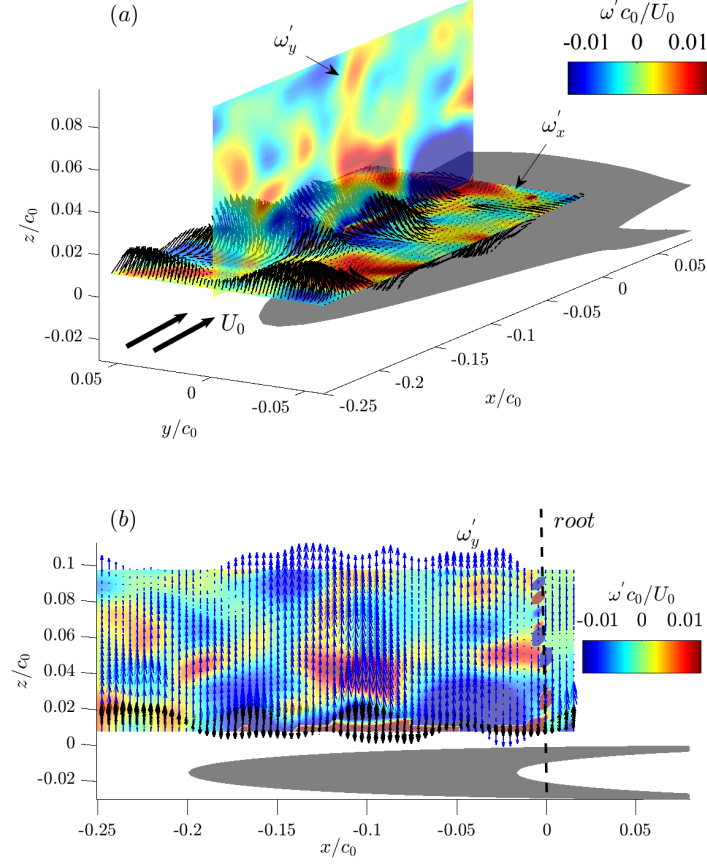 (a)
ω′c₀/U₀
-0.01 0 0.01
ω′y
ω′x
z/c₀
0.08
0.06
0.04
0.02
0
-0.02
U₀
0.05
0
-0.05
y/c₀
-0.25
-0.2
-0.15
-0.1
-0.05
0
0.05
x/c₀
(b)
ω′y
root
ω′c₀/U₀
-0.01 0 0.01
z/c₀
0.1
0.08
0.06
0.04
0.02
0
-0.02
-0.25 -0.2 -0.15 -0.1 -0.05 0 0.05
x/c₀